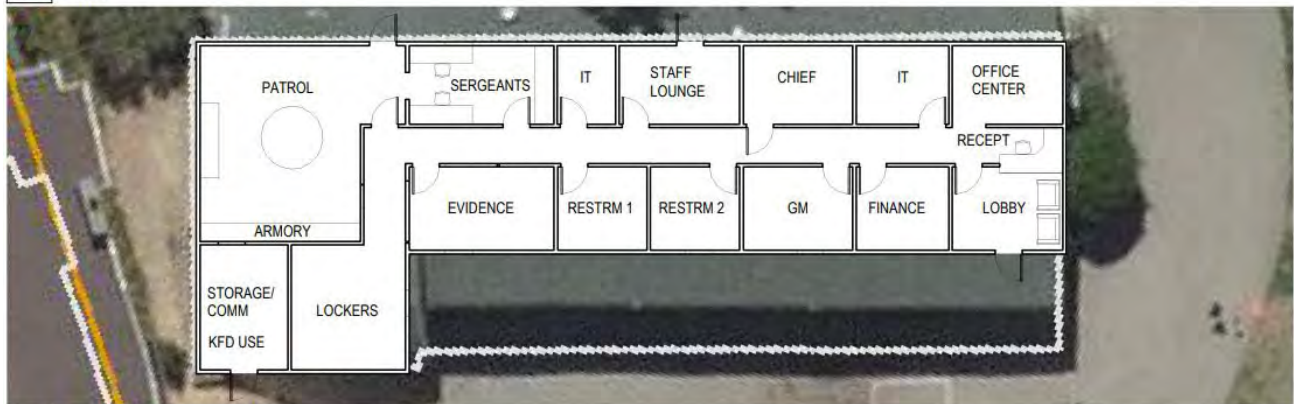 PATROL
SERGEANTS
IT
STAFF
LOUNGE
CHIEF
IT
OFFICE
CENTER
RECEPT
ARMORY
EVIDENCE
RESTRM 1
RESTRM 2
GM
FINANCE
LOBBY
STORAGE/
COMM
KFD USE
LOCKERS